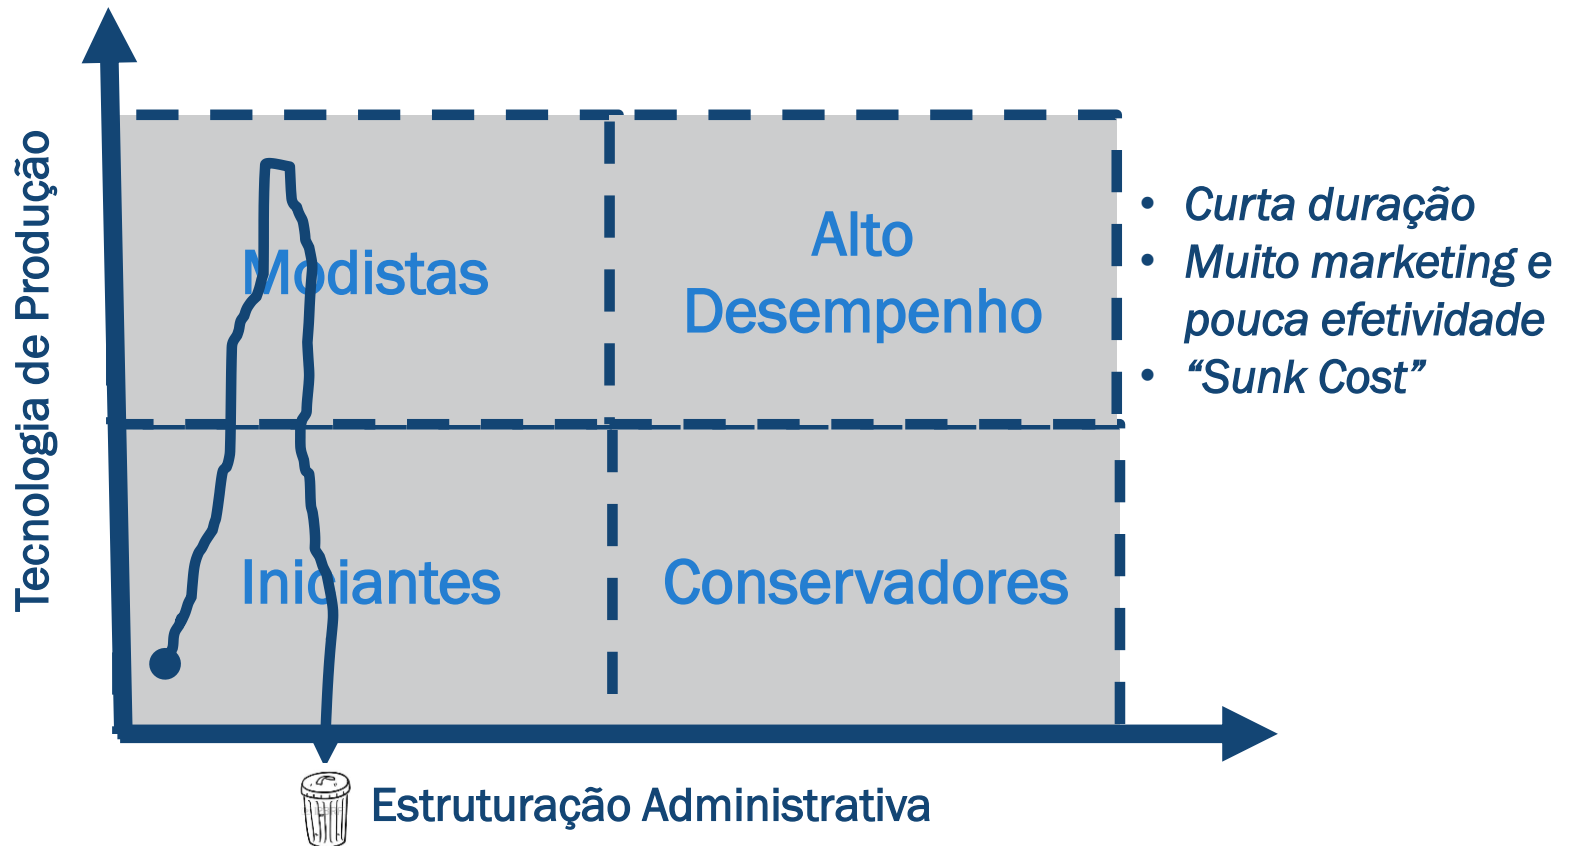 Tecnologia de Produção
Modistas
Alto
Desempenho
Iniciantes
Conservadores
• Curta duração
• Muito marketing e
pouca efetividade
• “Sunk Cost”
Estruturação Administrativa